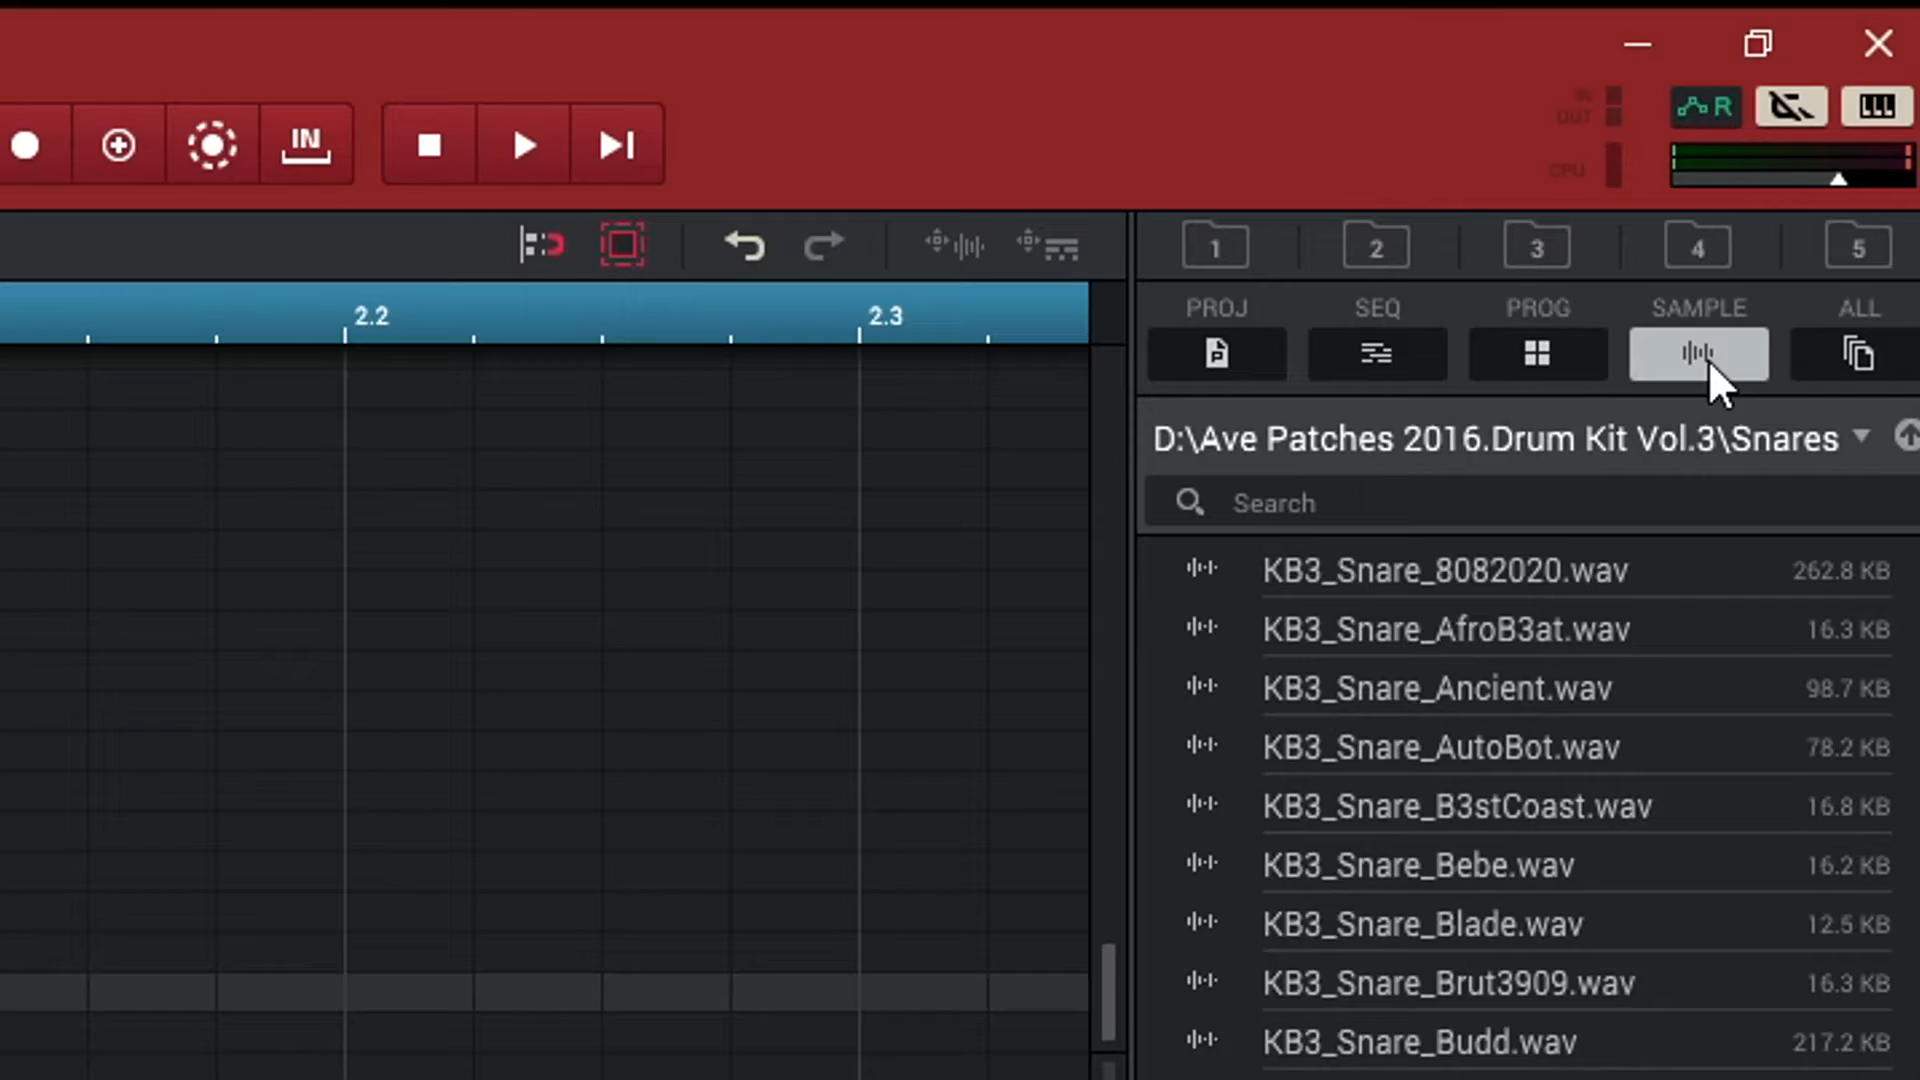 IN
IN
OUT
R
CPU
1
2
3
4
5
2.2
2.3
PROJ
SEQ
PROG
SAMPLE
ALL
P
D:\Ave Patches 2016.Drum Kit Vol.3\Snares
Search
KB3_Snare_8082020.wav 262.8 KB
KB3_Snare_AfroB3at.wav 16.3 KB
KB3_Snare_Ancient.wav 98.7 KB
KB3_Snare_AutoBot.wav 78.2 KB
KB3_Snare_B3stCoast.wav 16.8 KB
KB3_Snare_Bebe.wav 16.2 KB
KB3_Snare_Blade.wav 12.5 KB
KB3_Snare_Brut3909.wav 16.3 KB
KB3_Snare_Budd.wav 217.2 KB